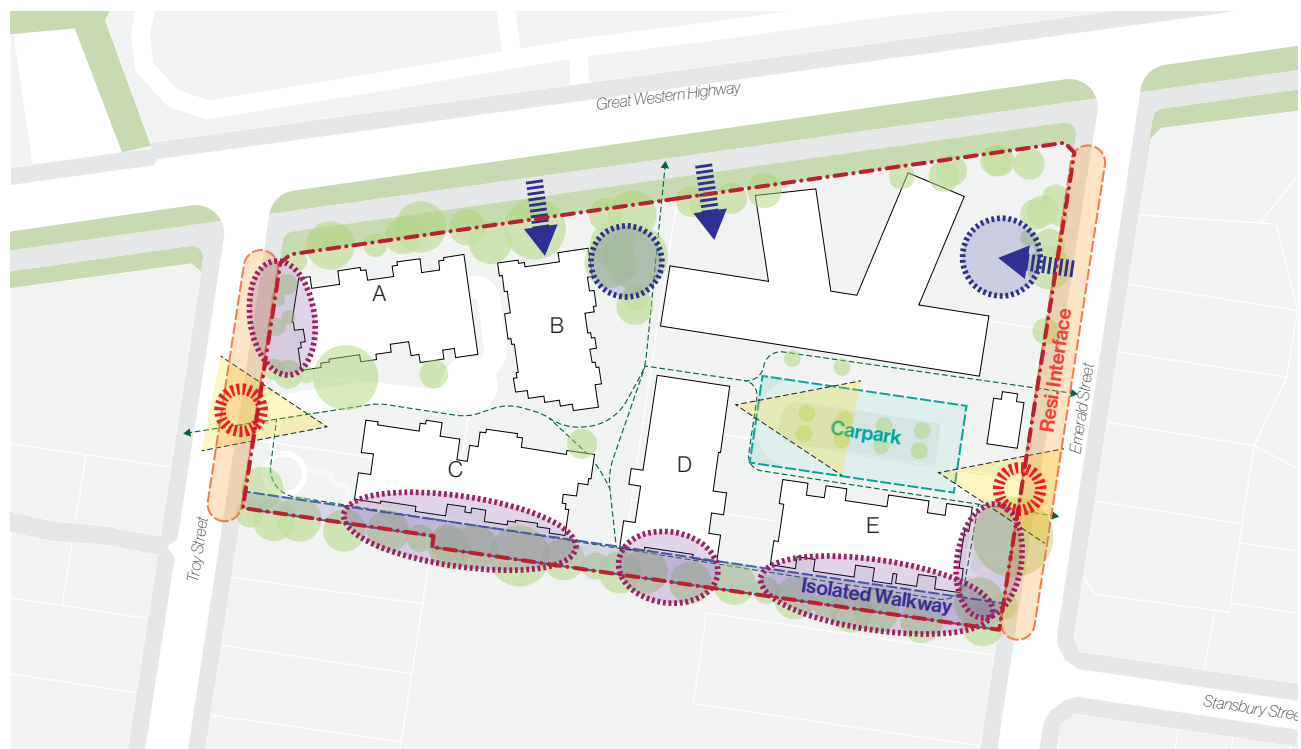 Great Western Highway
A
B
Resi. Interface
Emerald Street
Carpark
C
D
E
Troy Street
Isolated Walkway
Stansbury Stree